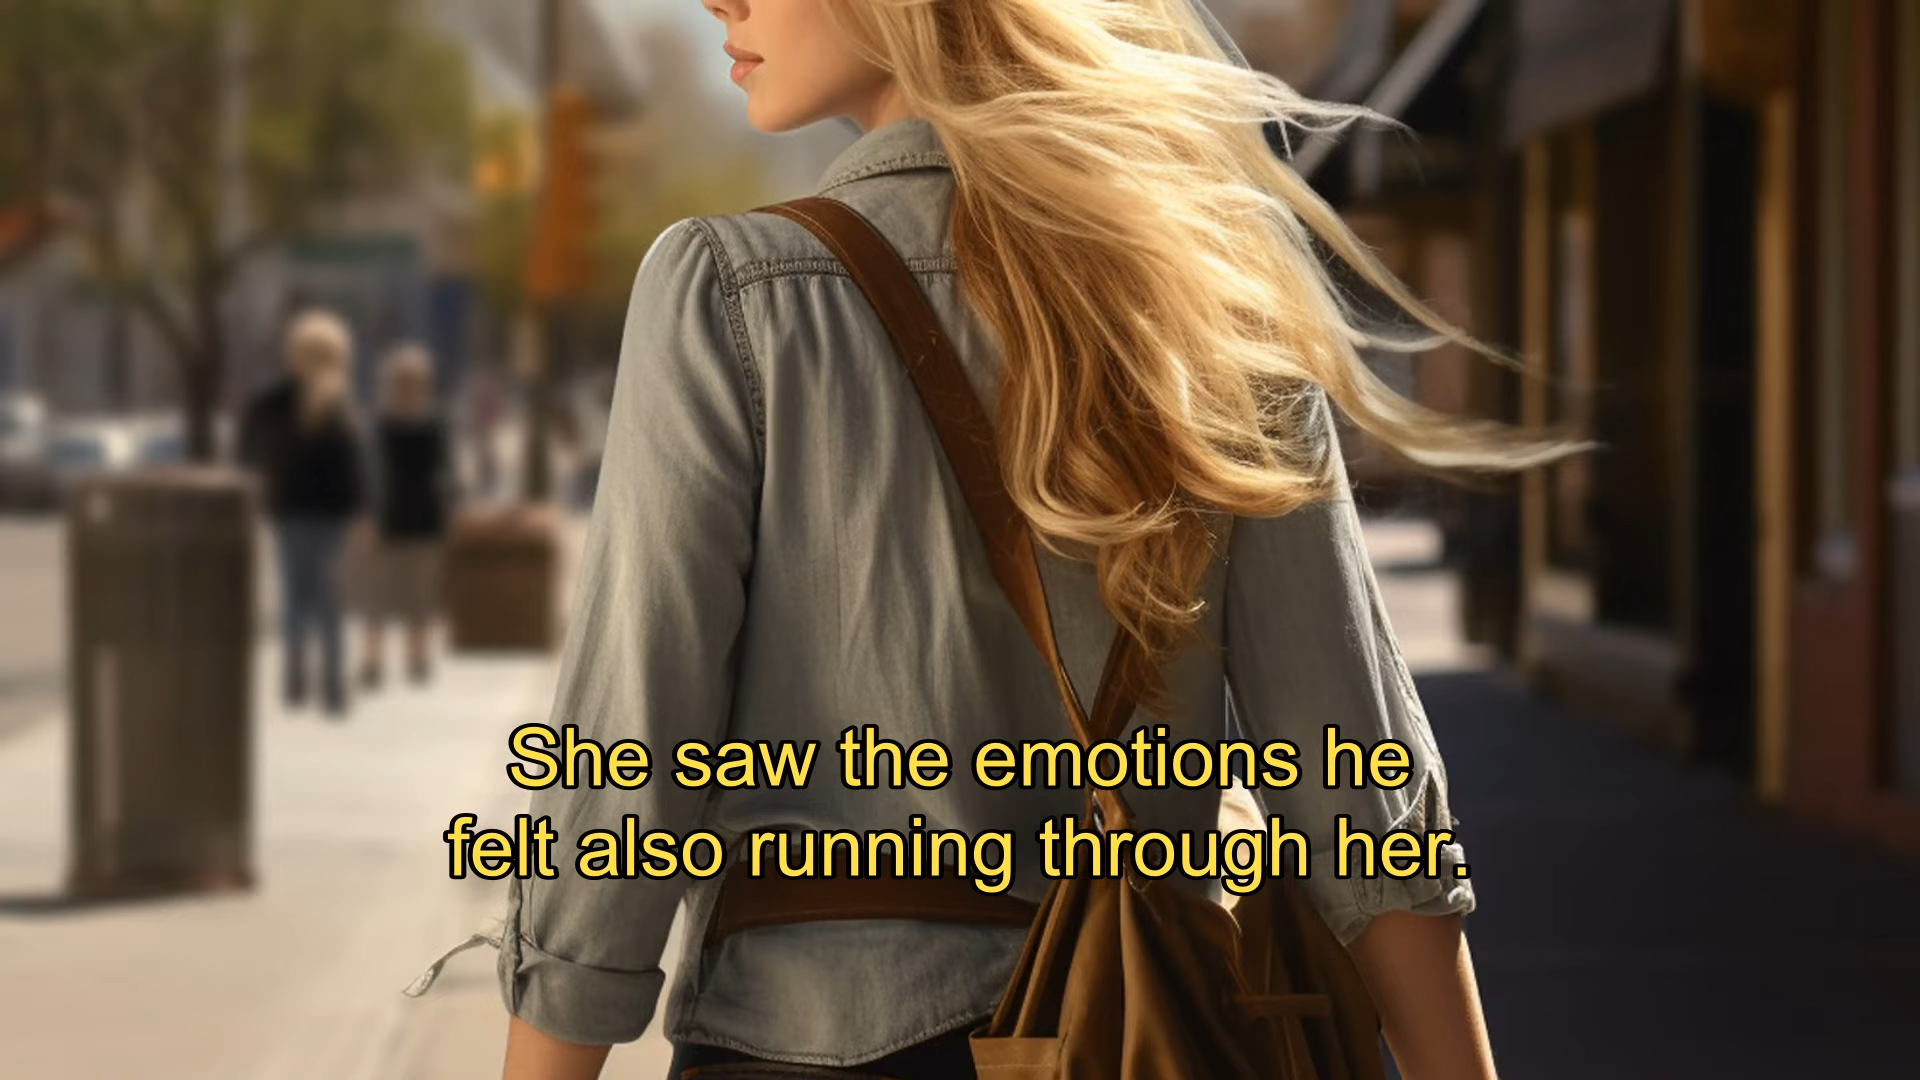 She saw the emotions he
felt also running through her.